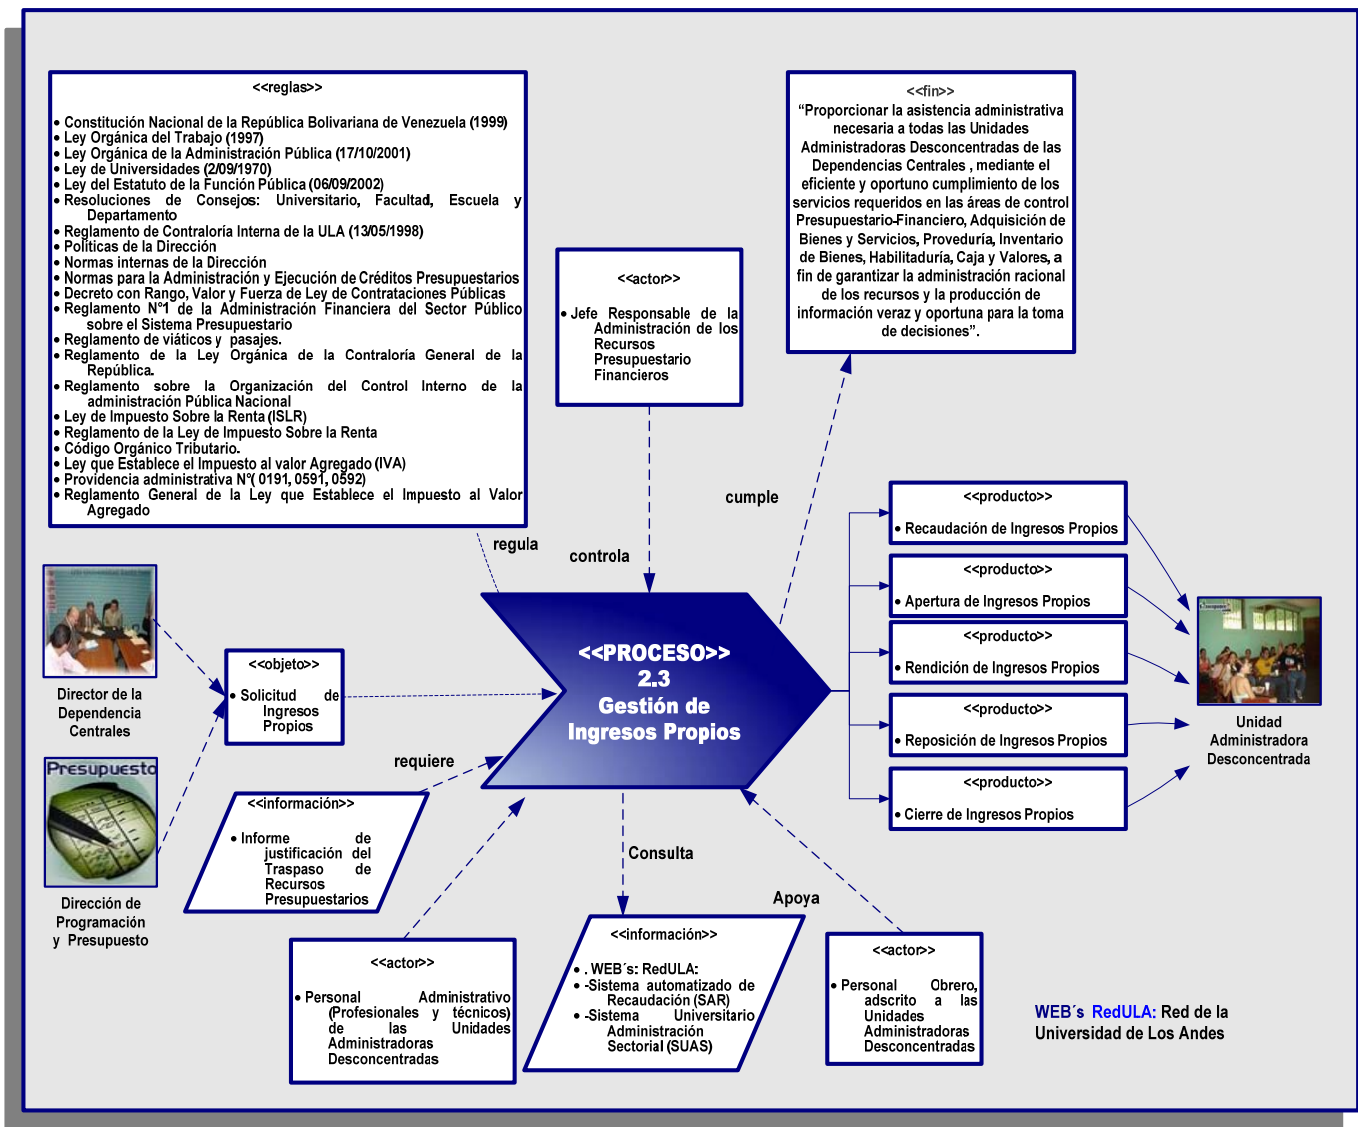 <<reglas>>
• Constitución Nacional de la República Bolivariana de Venezuela (1999)
• Ley Orgánica del Trabajo (1997)
• Ley Orgánica de la Administración Pública (17/10/2001)
• Ley de Universidades (2/09/1970)
• Ley del Estatuto de la Función Pública (06/09/2002)
• Resoluciones de Consejos: Universitario, Facultad, Escuela y
Departamento
• Reglamento de Contraloría Interna de la ULA (13/05/1998)
• Políticas de la Dirección
• Normas internas de la Dirección
• Normas para la Administración y Ejecución de Créditos Presupuestarios
• Decreto con Rango, Valor y Fuerza de Ley de Contrataciones Públicas
• Reglamento N°1 de la Administración Financiera del Sector Público
sobre el Sistema Presupuestario
• Reglamento de viáticos y pasajes.
• Reglamento de la Ley Orgánica de la Contraloría General de la
República.
• Reglamento sobre la Organización del Control Interno de la
administración Pública Nacional
• Ley de Impuesto Sobre la Renta (ISLR)
• Reglamento de la Ley de Impuesto Sobre la Renta
• Código Orgánico Tributario.
• Ley que Establece el Impuesto al valor Agregado (IVA)
• Providencia administrativa N°( 0191, 0591, 0592)
• Reglamento General de la Ley que Establece el Impuesto al Valor
Agregado
<<actor>>
• Jefe Responsable de la
Administración de los
Recursos
Presupuestario
Financieros
<<fin>>
“Proporcionar la asistencia administrativa
necesaria a todas las Unidades
Administradoras Desconcentradas de las
Dependencias Centrales , mediante el
eficiente y oportuno cumplimiento de los
servicios requeridos en las áreas de control
Presupuestario-Financiero, Adquisición de
Bienes y Servicios, Proveduría, Inventario
de Bienes, Habilitaduría, Caja y Valores, a
fin de garantizar la administración racional
de los recursos y la producción de
información veraz y oportuna para la toma
de decisiones”.
regula
controla
cumple
<<producto>>
• Recaudación de Ingresos Propios
<<producto>>
• Apertura de Ingresos Propios
<<producto>>
• Rendición de Ingresos Propios
<<producto>>
• Reposición de Ingresos Propios
<<producto>>
• Cierre de Ingresos Propios
Unidad
Administradora
Desconcentrada
<<PROCESO>>
2.3
Gestión de
Ingresos Propios
Director de la
Dependencia
Centrales
<<objeto>>
• Solicitud de
Ingresos
Propios
Presupuesto
Dirección de
Programación
y Presupuesto
requiere
<<información>>
• Informe de
justificación del
Traspaso de
Recursos
Presupuestarios
<<actor>>
• Personal Administrativo
(Profesionales y técnicos)
de las Unidades
Administradoras
Desconcentradas
Consulta
<<información>>
• . WEB´s: RedULA:
• -Sistema automatizado de
Recaudación (SAR)
• -Sistema Universitario
Administración
Sectorial (SUAS)
Apoya
<<actor>>
• Personal Obrero,
adscrito a las
Unidades
Administradoras
Desconcentradas
WEB´s RedULA: Red de la
Universidad de Los Andes